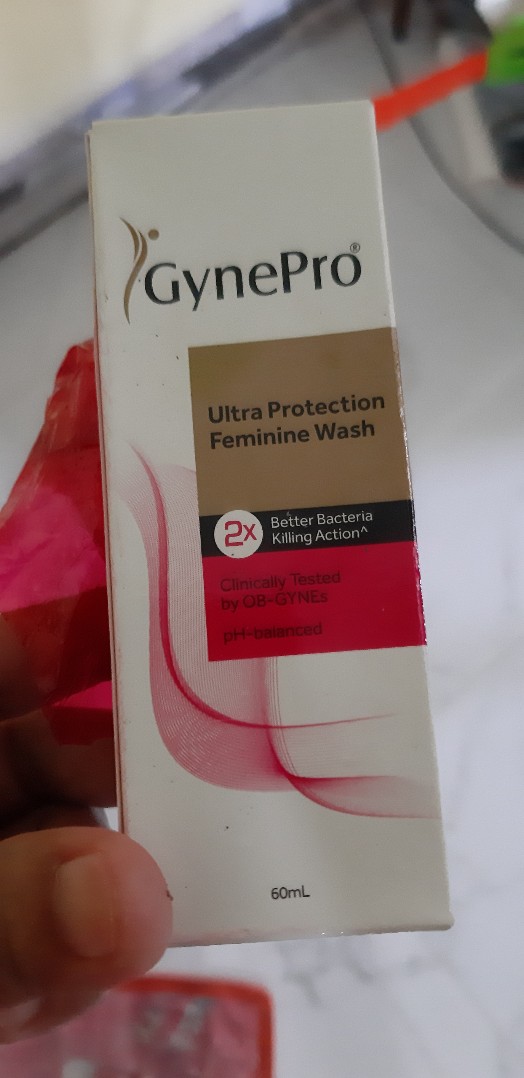 GynePro®
Ultra Protection
Feminine Wash
2x Better Bacteria
Killing Action^
Clinically Tested
by OB-GYNEs
pH-balanced
60mL